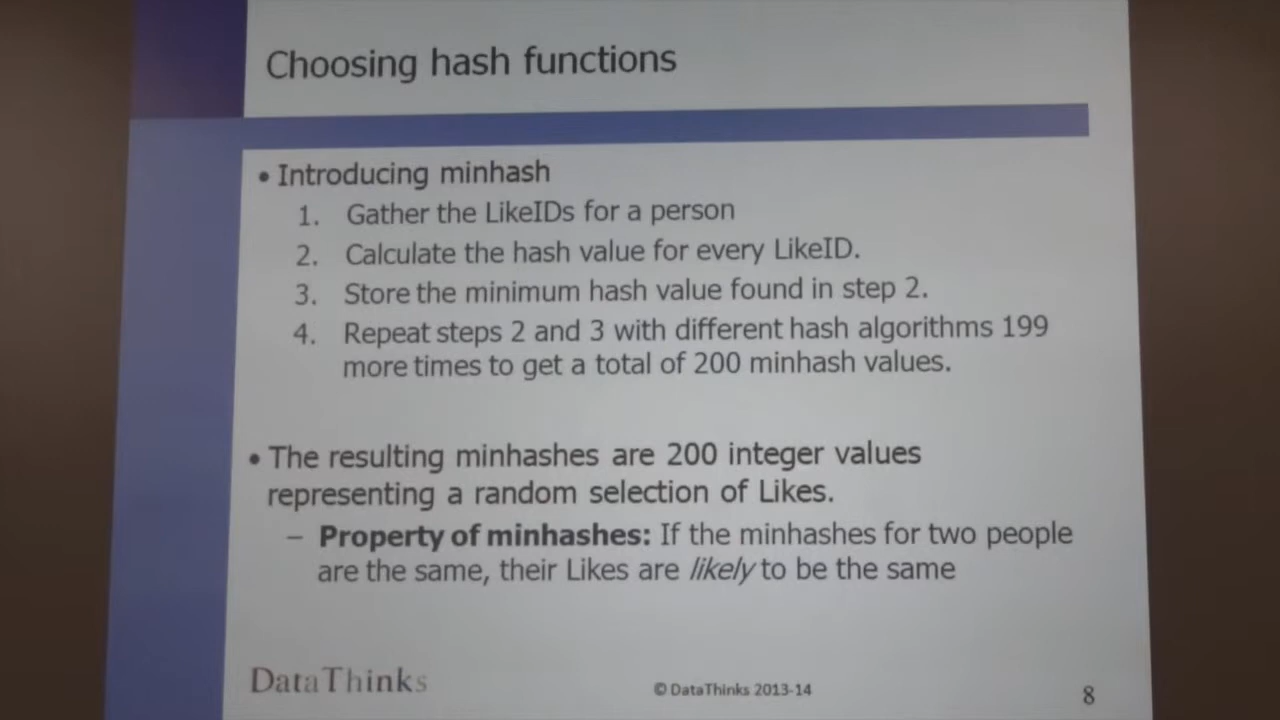 Choosing hash functions
• Introducing minhash
1. Gather the LikeIDs for a person
2. Calculate the hash value for every LikeID.
3. Store the minimum hash value found in step 2.
4. Repeat steps 2 and 3 with different hash algorithms 199
more times to get a total of 200 minhash values.
• The resulting minhashes are 200 integer values
representing a random selection of Likes.
– Property of minhashes: If the minhashes for two people
are the same, their Likes are likely to be the same
DataThinks
© DataThinks 2013-14
8